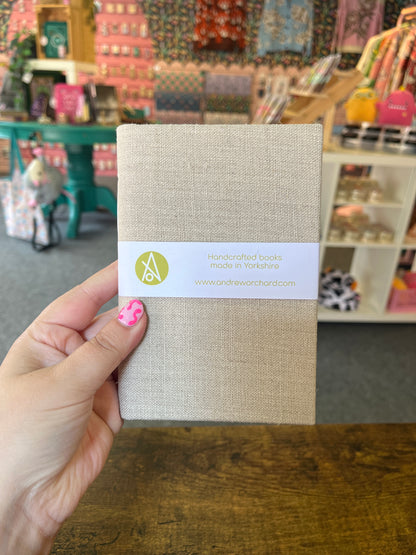 Handcrafted books
made in Yorkshire
www.andreworchard.com